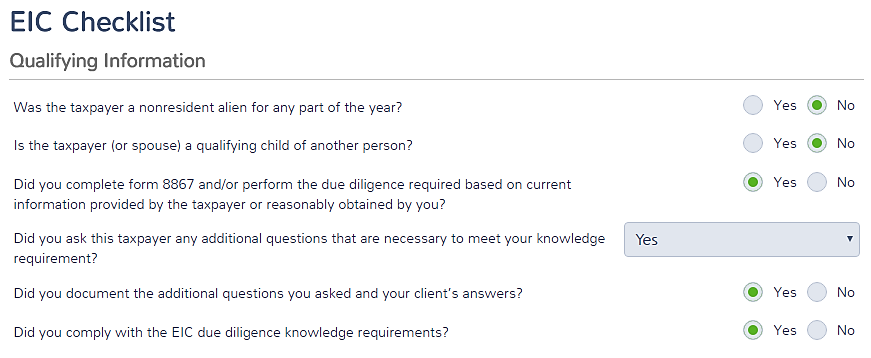 EIC Checklist
Qualifying Information
Was the taxpayer a nonresident alien for any part of the year? Yes No
Is the taxpayer (or spouse) a qualifying child of another person? Yes No
Did you complete form 8867 and/or perform the due diligence required based on current Yes No
information provided by the taxpayer or reasonably obtained by you?
Did you ask this taxpayer any additional questions that are necessary to meet your knowledge Yes
requirement?
Did you document the additional questions you asked and your client's answers? Yes No
Did you comply with the EIC due diligence knowledge requirements? Yes No